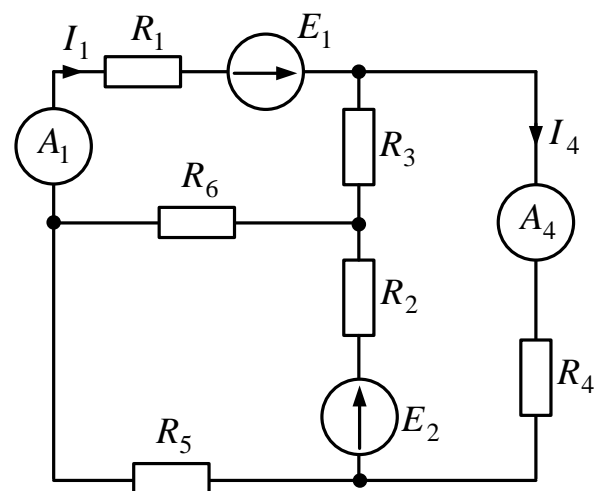 I₁ R₁ E₁
A₁ R₃ I₄
R₆ A₄
R₂
R₄
E₂
R₅